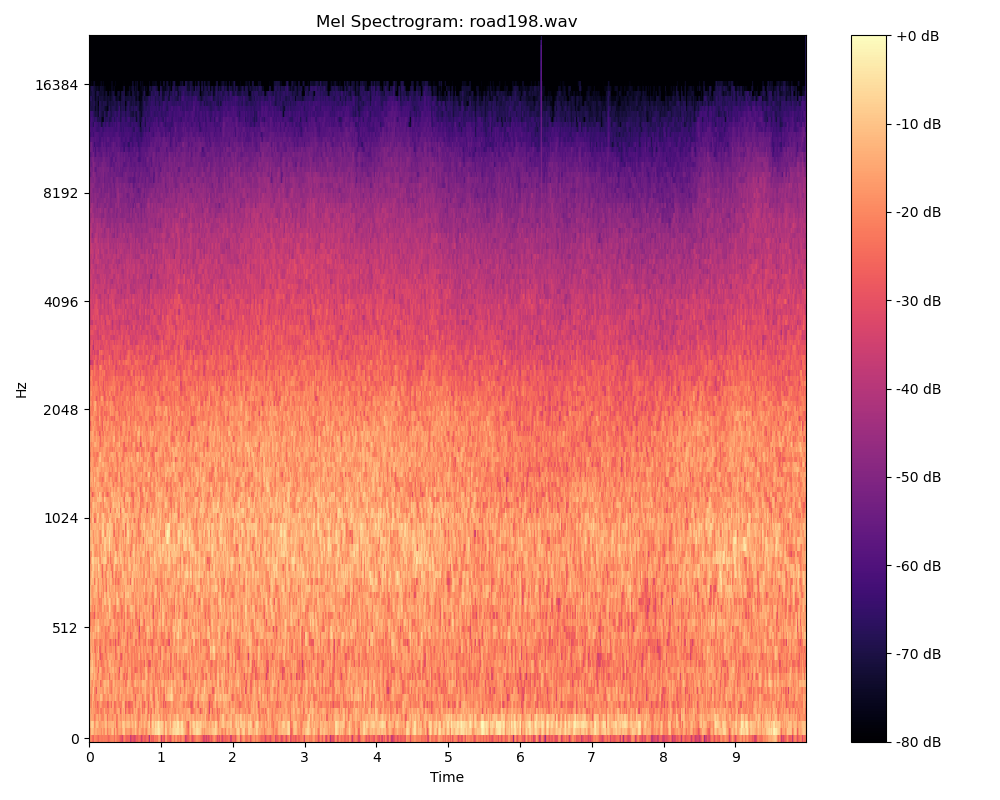 Mel Spectrogram: road198.wav
Hz
16384
8192
4096
2048
1024
512
0
0 1 2 3 4 5 6 7 8 9
Time
+0 dB
-10 dB
-20 dB
-30 dB
-40 dB
-50 dB
-60 dB
-70 dB
-80 dB